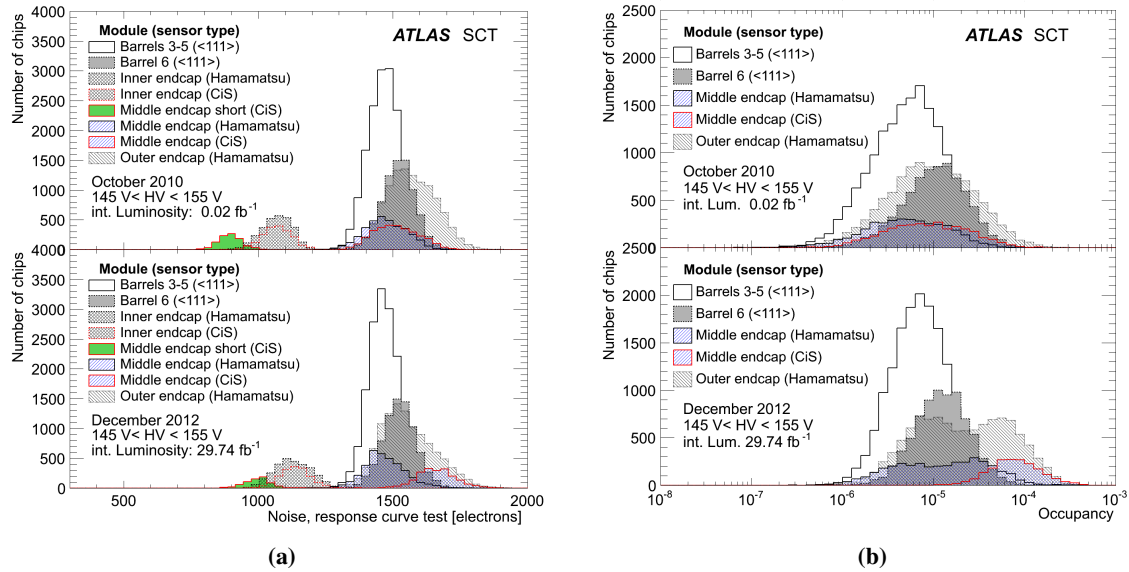 Number of chips
4000
3500
3000
2500
2000
1500
1000
500
0
Module (sensor type)
Barrels 3-5 (<111>)
Barrel 6 (<111>)
Inner endcap (Hamamatsu)
Inner endcap (CiS)
Middle endcap short (CiS)
Middle endcap (Hamamatsu)
Middle endcap (CiS)
Outer endcap (Hamamatsu)
ATLAS SCT
October 2010
145 V< HV < 155 V
int. Luminosity: 0.02 fb-1
Number of chips
4000
3500
3000
2500
2000
1500
1000
500
0
Module (sensor type)
Barrels 3-5 (<111>)
Barrel 6 (<111>)
Inner endcap (Hamamatsu)
Inner endcap (CiS)
Middle endcap short (CiS)
Middle endcap (Hamamatsu)
Middle endcap (CiS)
Outer endcap (Hamamatsu)
December 2012
145 V< HV < 155 V
int. Luminosity: 29.74 fb-1
500 1000 1500 2000
Noise, response curve test [electrons]
(a)
Number of chips
2500
2000
1500
1000
500
0
Module (sensor type)
Barrels 3-5 (<111>)
Barrel 6 (<111>)
Middle endcap (Hamamatsu)
Middle endcap (CiS)
Outer endcap (Hamamatsu)
ATLAS SCT
October 2010
145 V< HV < 155 V
int. Lum. 0.02 fb-1
Number of chips
2500
2000
1500
1000
500
0
Module (sensor type)
Barrels 3-5 (<111>)
Barrel 6 (<111>)
Middle endcap (Hamamatsu)
Middle endcap (CiS)
Outer endcap (Hamamatsu)
December 2012
145 V< HV < 155 V
int. Lum. 29.74 fb-1
10-8 10-7 10-6 10-5 10-4 10-3
Occupancy
(b)